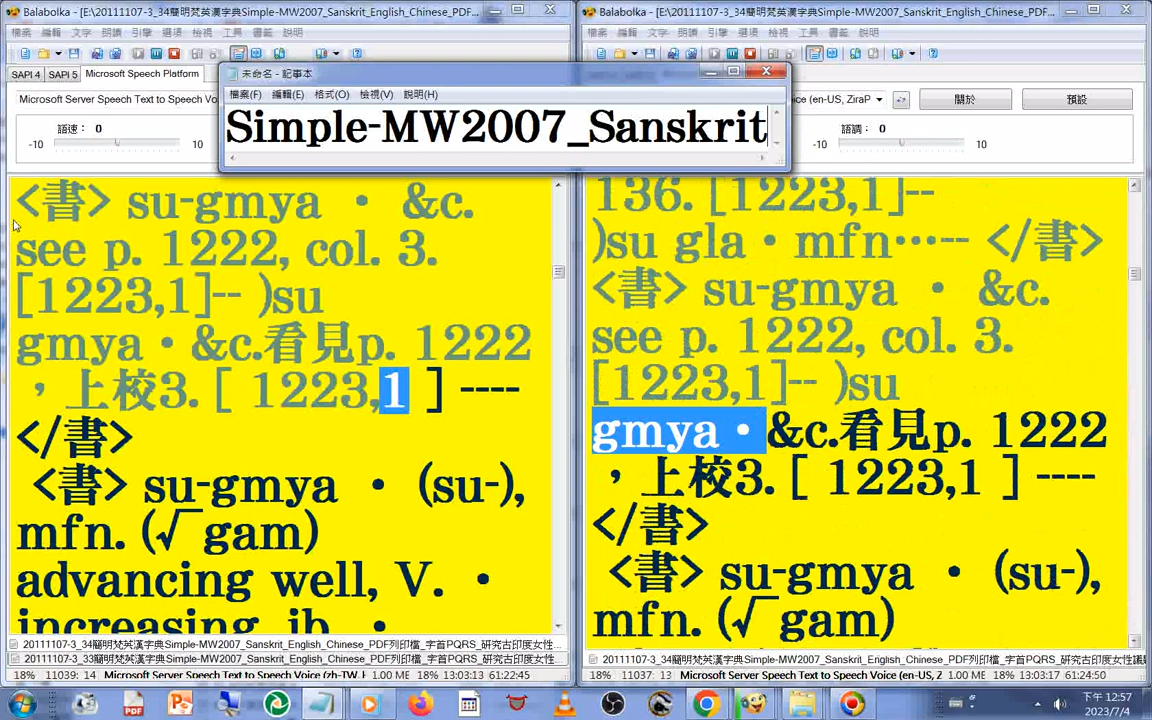 Balabolka - [E:\20111107-3_34簡明梵英漢字典Simple-MW2007_Sanskrit_English_Chinese_PDF...
檔案 編輯 文字 朗讀 引擎 選項 檢視 工具 書籤 說明
SAPI 4 SAPI 5 Microsoft Speech Platform
Microsoft Server Speech Text to Speech Vo
語速: 0
-10 10
<書> su-gmya • &c.
see p. 1222, col. 3.
[1223,1]-- )su
gmya • &c.看見p. 1222
，上校3. [ 1223,1 ] ----
</書>
<書> su-gmya • (su-),
mfn. (√ gam)
advancing well, V. •
increasing, ib. •
20111107-3_34簡明梵英漢字典Simple-MW2007_Sanskrit_English_Chinese_PDF列印檔_字首PQRS_研究古印度女性...
20111107-3_33簡明梵英漢字典Simple-MW2007_Sanskrit_English_Chinese_PDF列印檔_字首PQRS_研究古印度女性...
18% 11039: 14 Microsoft Server Speech Text to Speech Voice (zh-TW, 1.00 MB 13:03:13 61:22:45
未命名 - 記事本
檔案(F) 編輯(E) 格式(O) 檢視(V) 說明(H)
Simple-MW2007_Sanskrit
Balabolka - [E:\20111107-3_34簡明梵英漢字典Simple-MW2007_Sanskrit_English_Chinese_PDF...
檔案 編輯 文字 朗讀 引擎 選項 檢視 工具 書籤 說明
ice (en-US, ZiraP 關於 預設
語調: 0
-10 10
136. [1223,1]--
)su gla • mfn…-- </書>
<書> su-gmya • &c.
see p. 1222, col. 3.
[1223,1]-- )su
gmya • &c.看見p. 1222
，上校3. [ 1223,1 ] ----
</書>
<書> su-gmya • (su-),
mfn. (√ gam)
20111107-3_34簡明梵英漢字典Simple-MW2007_Sanskrit_English_Chinese_PDF列印檔_字首PQRS_研究古印度女性議
18% 11037: 13 Microsoft Server Speech Text to Speech Voice (en-US, Z 1.00 MB 13:03:17 61:24:50
下午 12:57
2023/7/4